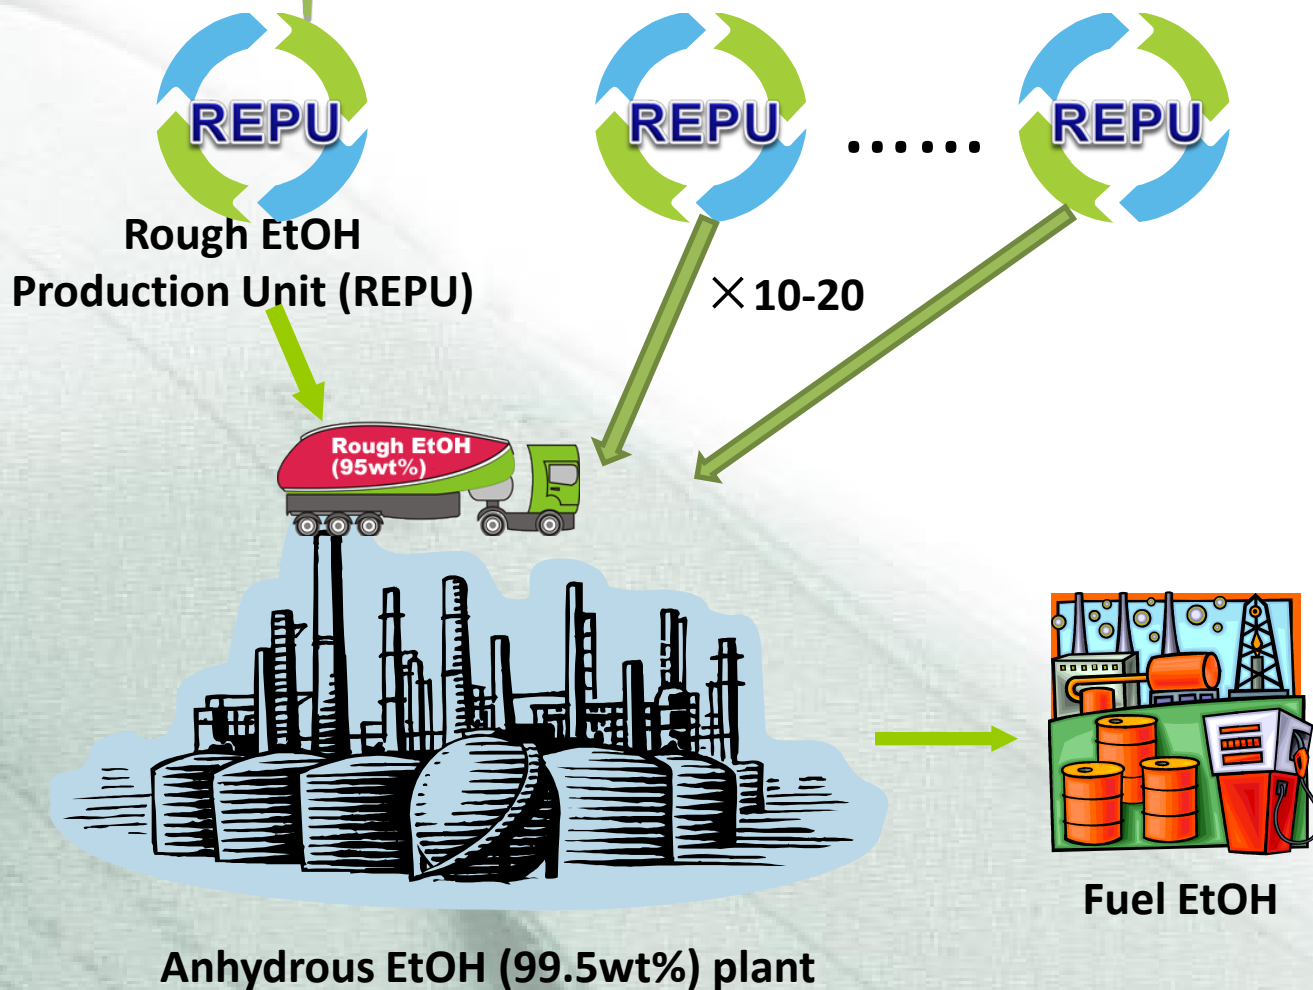 REPU
REPU
......
REPU
Rough EtOH
Production Unit (REPU)
×10-20
Rough EtOH
(95wt%)
Fuel EtOH
Anhydrous EtOH (99.5wt%) plant